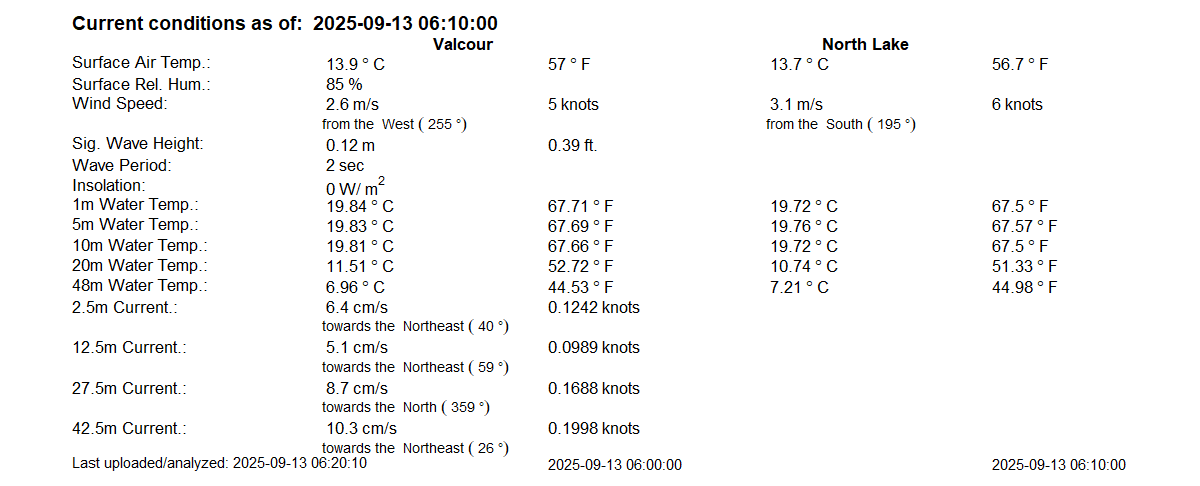 Current conditions as of: 2025-09-13 06:10:00
Valcour North Lake
Surface Air Temp.: 13.9 ° C 57 ° F 13.7 ° C 56.7 ° F
Surface Rel. Hum.: 85 %
Wind Speed: 2.6 m/s 5 knots 3.1 m/s 6 knots
from the West ( 255 °) from the South ( 195 °)
Sig. Wave Height: 0.12 m 0.39 ft.
Wave Period: 2 sec
Insolation: 0 W/ m2
1m Water Temp.: 19.84 ° C 67.71 ° F 19.72 ° C 67.5 ° F
5m Water Temp.: 19.83 ° C 67.69 ° F 19.76 ° C 67.57 ° F
10m Water Temp.: 19.81 ° C 67.66 ° F 19.72 ° C 67.5 ° F
20m Water Temp.: 11.51 ° C 52.72 ° F 10.74 ° C 51.33 ° F
48m Water Temp.: 6.96 ° C 44.53 ° F 7.21 ° C 44.98 ° F
2.5m Current.: 6.4 cm/s 0.1242 knots
towards the Northeast ( 40 °)
12.5m Current.: 5.1 cm/s 0.0989 knots
towards the Northeast ( 59 °)
27.5m Current.: 8.7 cm/s 0.1688 knots
towards the North ( 359 °)
42.5m Current.: 10.3 cm/s 0.1998 knots
towards the Northeast ( 26 °)
Last uploaded/analyzed: 2025-09-13 06:20:10 2025-09-13 06:00:00 2025-09-13 06:10:00